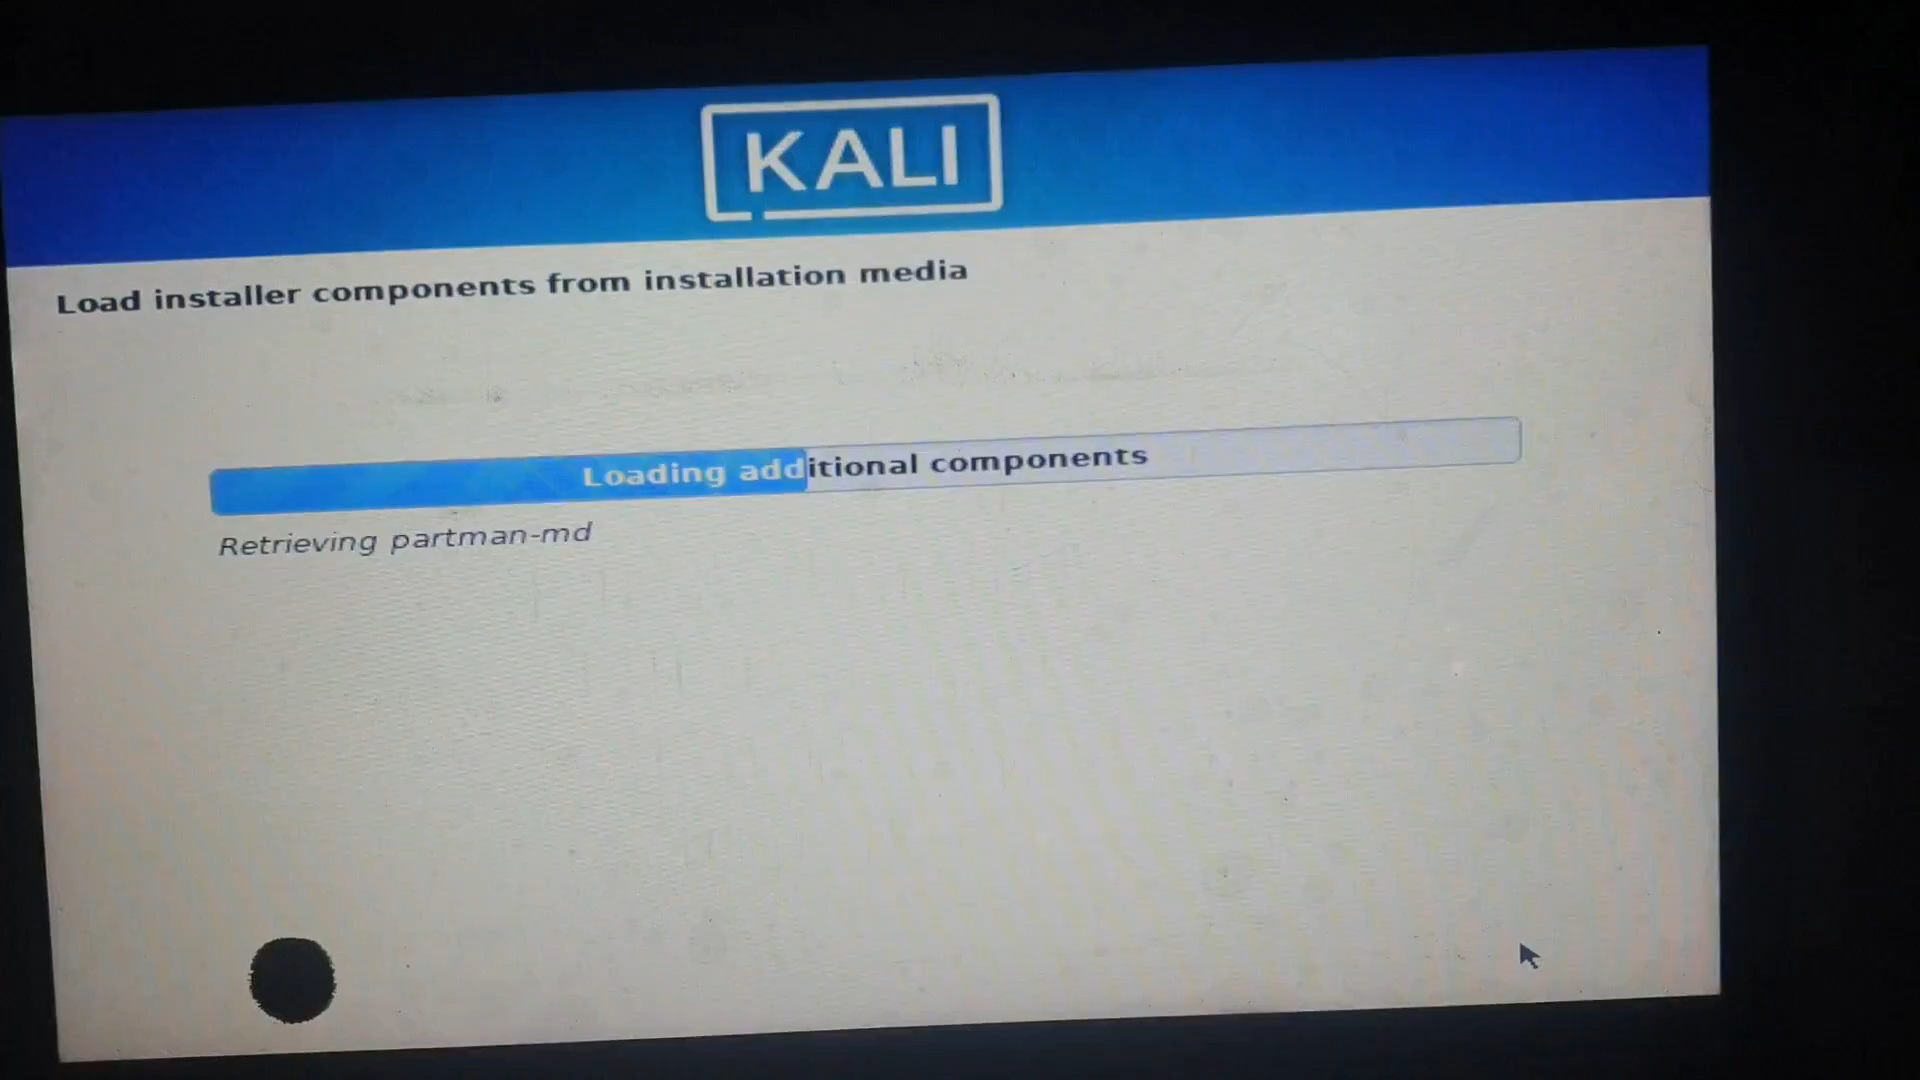 KALI
Load installer components from installation media
Loading additional components
Retrieving partman-md